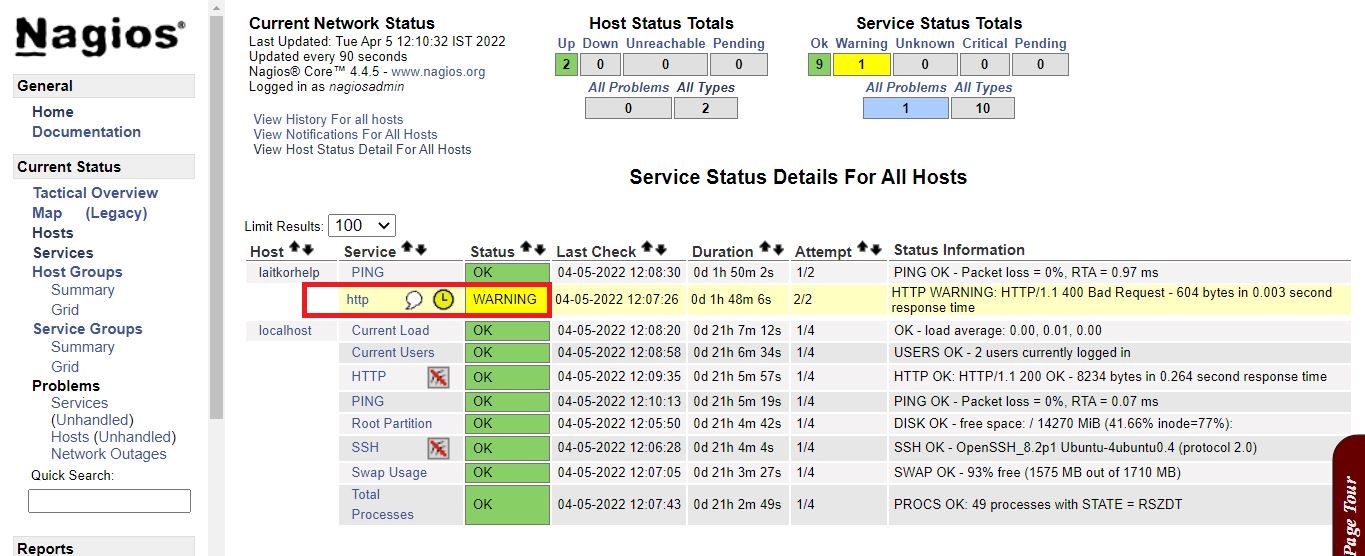 Nagios®
General
Home
Documentation
Current Status
Tactical Overview
Map (Legacy)
Hosts
Services
Host Groups
Summary
Grid
Service Groups
Summary
Grid
Problems
Services
(Unhandled)
Hosts (Unhandled)
Network Outages
Quick Search:
Reports
Current Network Status
Last Updated: Tue Apr 5 12:10:32 IST 2022
Updated every 90 seconds
Nagios® Core™ 4.4.5 - www.nagios.org
Logged in as nagiosadmin
View History For all hosts
View Notifications For All Hosts
View Host Status Detail For All Hosts
Host Status Totals
Up Down Unreachable Pending
2 0 0 0
All Problems All Types
0 2
Service Status Totals
Ok Warning Unknown Critical Pending
9 1 0 0 0
All Problems All Types
1 10
Service Status Details For All Hosts
Limit Results: 100
Host Service Status Last Check Duration Attempt Status Information
laitkorhelp PING OK 04-05-2022 12:08:30 0d 1h 50m 2s 1/2 PING OK - Packet loss = 0%, RTA = 0.97 ms
http WARNING 04-05-2022 12:07:26 0d 1h 48m 6s 2/2 HTTP WARNING: HTTP/1.1 400 Bad Request - 604 bytes in 0.003 second
response time
localhost Current Load OK 04-05-2022 12:08:20 0d 21h 7m 12s 1/4 OK - load average: 0.00, 0.01, 0.00
Current Users OK 04-05-2022 12:08:58 0d 21h 6m 34s 1/4 USERS OK - 2 users currently logged in
HTTP OK 04-05-2022 12:09:35 0d 21h 5m 57s 1/4 HTTP OK: HTTP/1.1 200 OK - 8234 bytes in 0.264 second response time
PING OK 04-05-2022 12:10:13 0d 21h 5m 19s 1/4 PING OK - Packet loss = 0%, RTA = 0.07 ms
Root Partition OK 04-05-2022 12:05:50 0d 21h 4m 42s 1/4 DISK OK - free space: / 14270 MiB (41.66% inode=77%):
SSH OK 04-05-2022 12:06:28 0d 21h 4m 4s 1/4 SSH OK - OpenSSH_8.2p1 Ubuntu-4ubuntu0.4 (protocol 2.0)
Swap Usage OK 04-05-2022 12:07:05 0d 21h 3m 27s 1/4 SWAP OK - 93% free (1575 MB out of 1710 MB)
Total
Processes OK 04-05-2022 12:07:43 0d 21h 2m 49s 1/4 PROCS OK: 49 processes with STATE = RSZDT
Page Tour